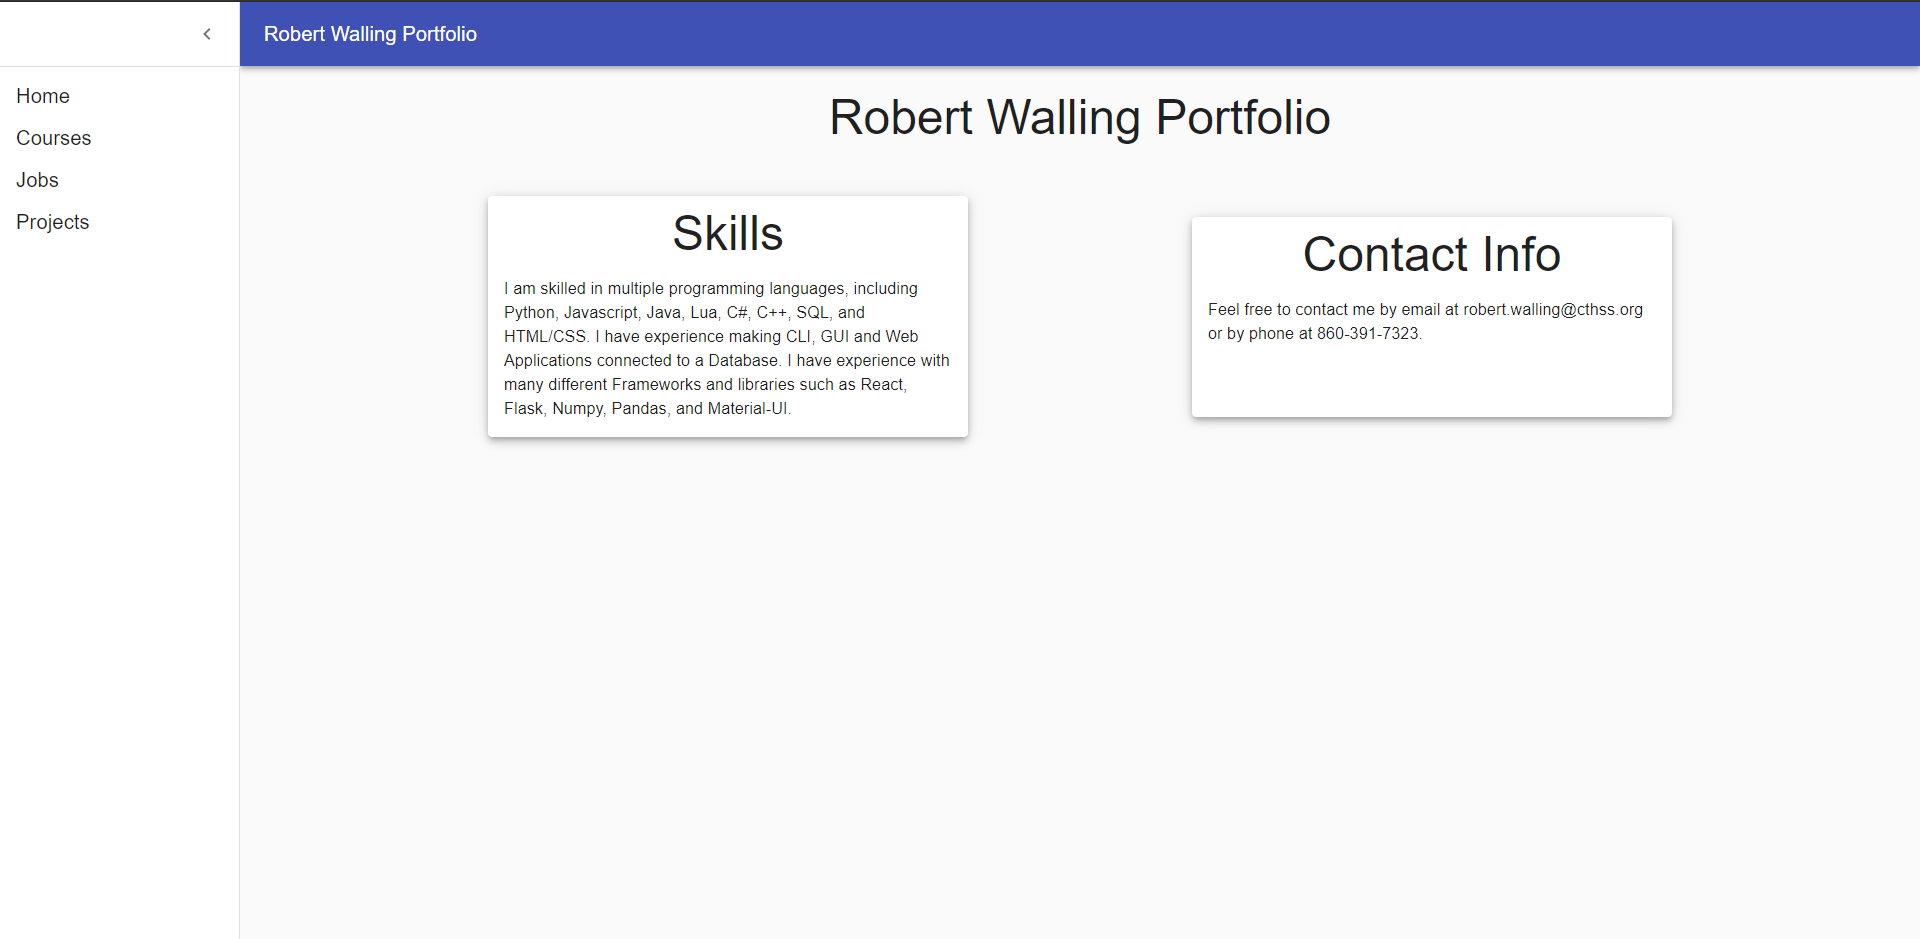 Robert Walling Portfolio
Home
Courses
Jobs
Projects
Robert Walling Portfolio
Skills
I am skilled in multiple programming languages, including
Python, Javascript, Java, Lua, C#, C++, SQL, and
HTML/CSS. I have experience making CLI, GUI and Web
Applications connected to a Database. I have experience with
many different Frameworks and libraries such as React,
Flask, Numpy, Pandas, and Material-UI.
Contact Info
Feel free to contact me by email at robert.walling@cthss.org
or by phone at 860-391-7323.